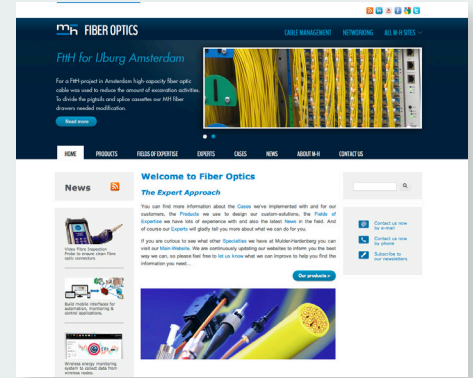 mh FIBER OPTICS
CABLE MANAGEMENT NETWORKING ALL M-H SITES
FttH for IJburg Amsterdam
For a FttH-project in Amsterdam high-capacity fiber optic
cable was used to reduce the amount of excavation activities.
To divide the pigtails and splice cassettes our MH fiber
drawers needed modification.
Read more
HOME PRODUCTS FIELDS OF EXPERTISE EXPERTS CASES NEWS ABOUT M-H CONTACT US
News
Video Fibre Inspection
Probe to ensure clean fibre
optic connectors
Build mobile interfaces for
automation, monitoring &
control applications.
Wireless energy monitoring
system to collect data from
wireless nodes.
Welcome to Fiber Optics
The Expert Approach
You can find more information about the Cases we've implemented with and for our
customers, the Products we use to design our custom-solutions, the Fields of
Expertise we have lots of experience with and also the latest News in the field. And
of course our Experts will gladly tell you more about what we can do for you.
If you are curious to see what other Specialties we have at Mulder-Hardenberg you can
visit our Main Website. We are continuously updating our websites to inform you the best
way we can, so please feel free to let us know what we can improve to help you find the
information you need...
Our products »
Contact us now
by e-mail
Contact us now
by phone
Subscribe to
our newsletters